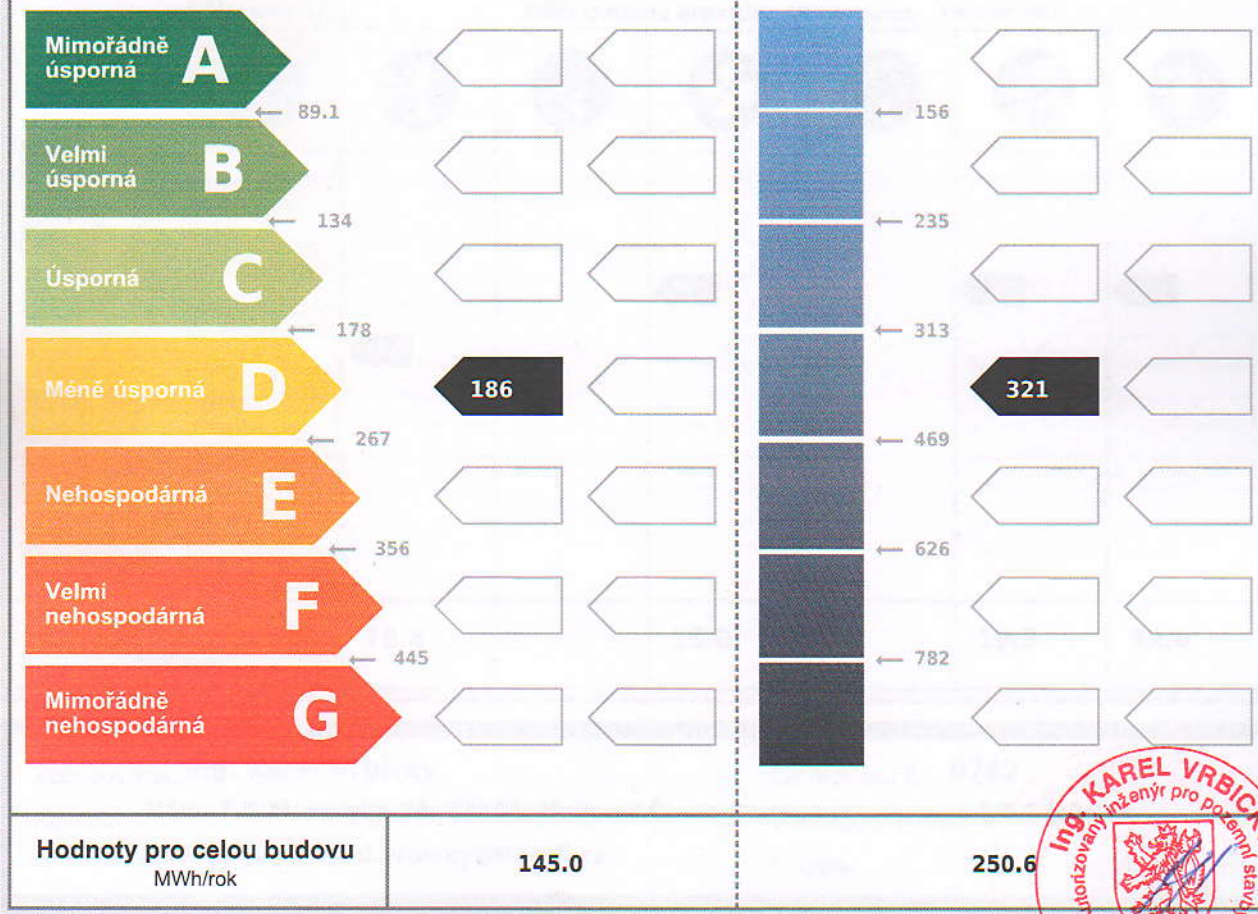 Mimořádně
úsporná
A
89.1
156
Velmi
úsporná
B
134
235
Úsporná
C
178
313
Méně úsporná
D
186
321
267
469
Nehospodárná
E
356
626
Velmi
nehospodárná
F
445
782
Mimořádně
nehospodárná
G
Hodnoty pro celou budovu
MWh/rok
145.0
250.6
Ing. KAREL VRBICK
inženýr pro pozemní